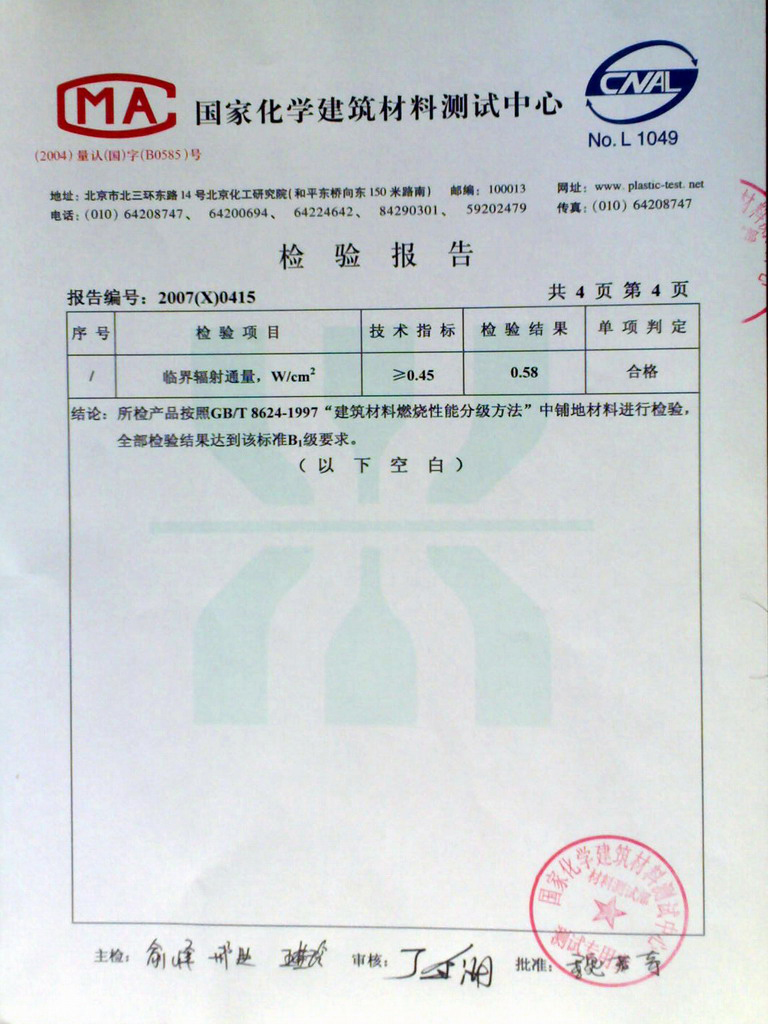 MA
国家化学建筑材料测试中心
CNAL
No. L 1049
(2004)量认(国)字(B0585)号
地址：北京市北三环东路14号北京化工研究院(和平东桥向东150米路南) 邮编：100013 网址：www.plastic-test.net
电话：(010) 64208747、 64200694、 64224642、 84290301、 59202479 传真：(010) 64208747
检 验 报 告
报告编号：2007(X)0415 共 4 页 第 4 页
序号 检验项目 技术指标 检验结果 单项判定
/ 临界辐射通量，W/cm² ≥0.45 0.58 合格
结论：所检产品按照GB/T 8624-1997“建筑材料燃烧性能分级方法”中铺地材料进行检验，
全部检验结果达到该标准B₁级要求。
（以 下 空 白）
国家化学建筑材料测试中心
材料测试部
测试专用章
主检： 审核： 批准：